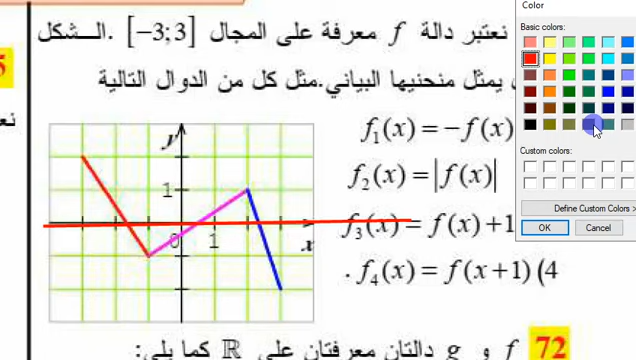 نعتبر دالة f معرفة على المجال [−3;3] . الشكل
يمثل منحنيها البياني.مثل كل من الدوال التالية
f₁(x) = −f(x)
f₂(x) = |f(x)|
f₃(x) = f(x)+1
. f₄(x) = f(x+1) (4
y
1
0 1
x
72 f و g دالتان معرفتان على ℝ كما يلي:
5
Color
Basic colors:
Custom colors:
Define Custom Colors >
OK Cancel